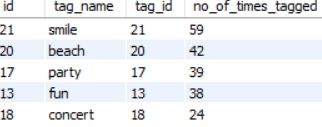 id tag_name tag_id no_of_times_tagged
21 smile 21 59
20 beach 20 42
17 party 17 39
13 fun 13 38
18 concert 18 24